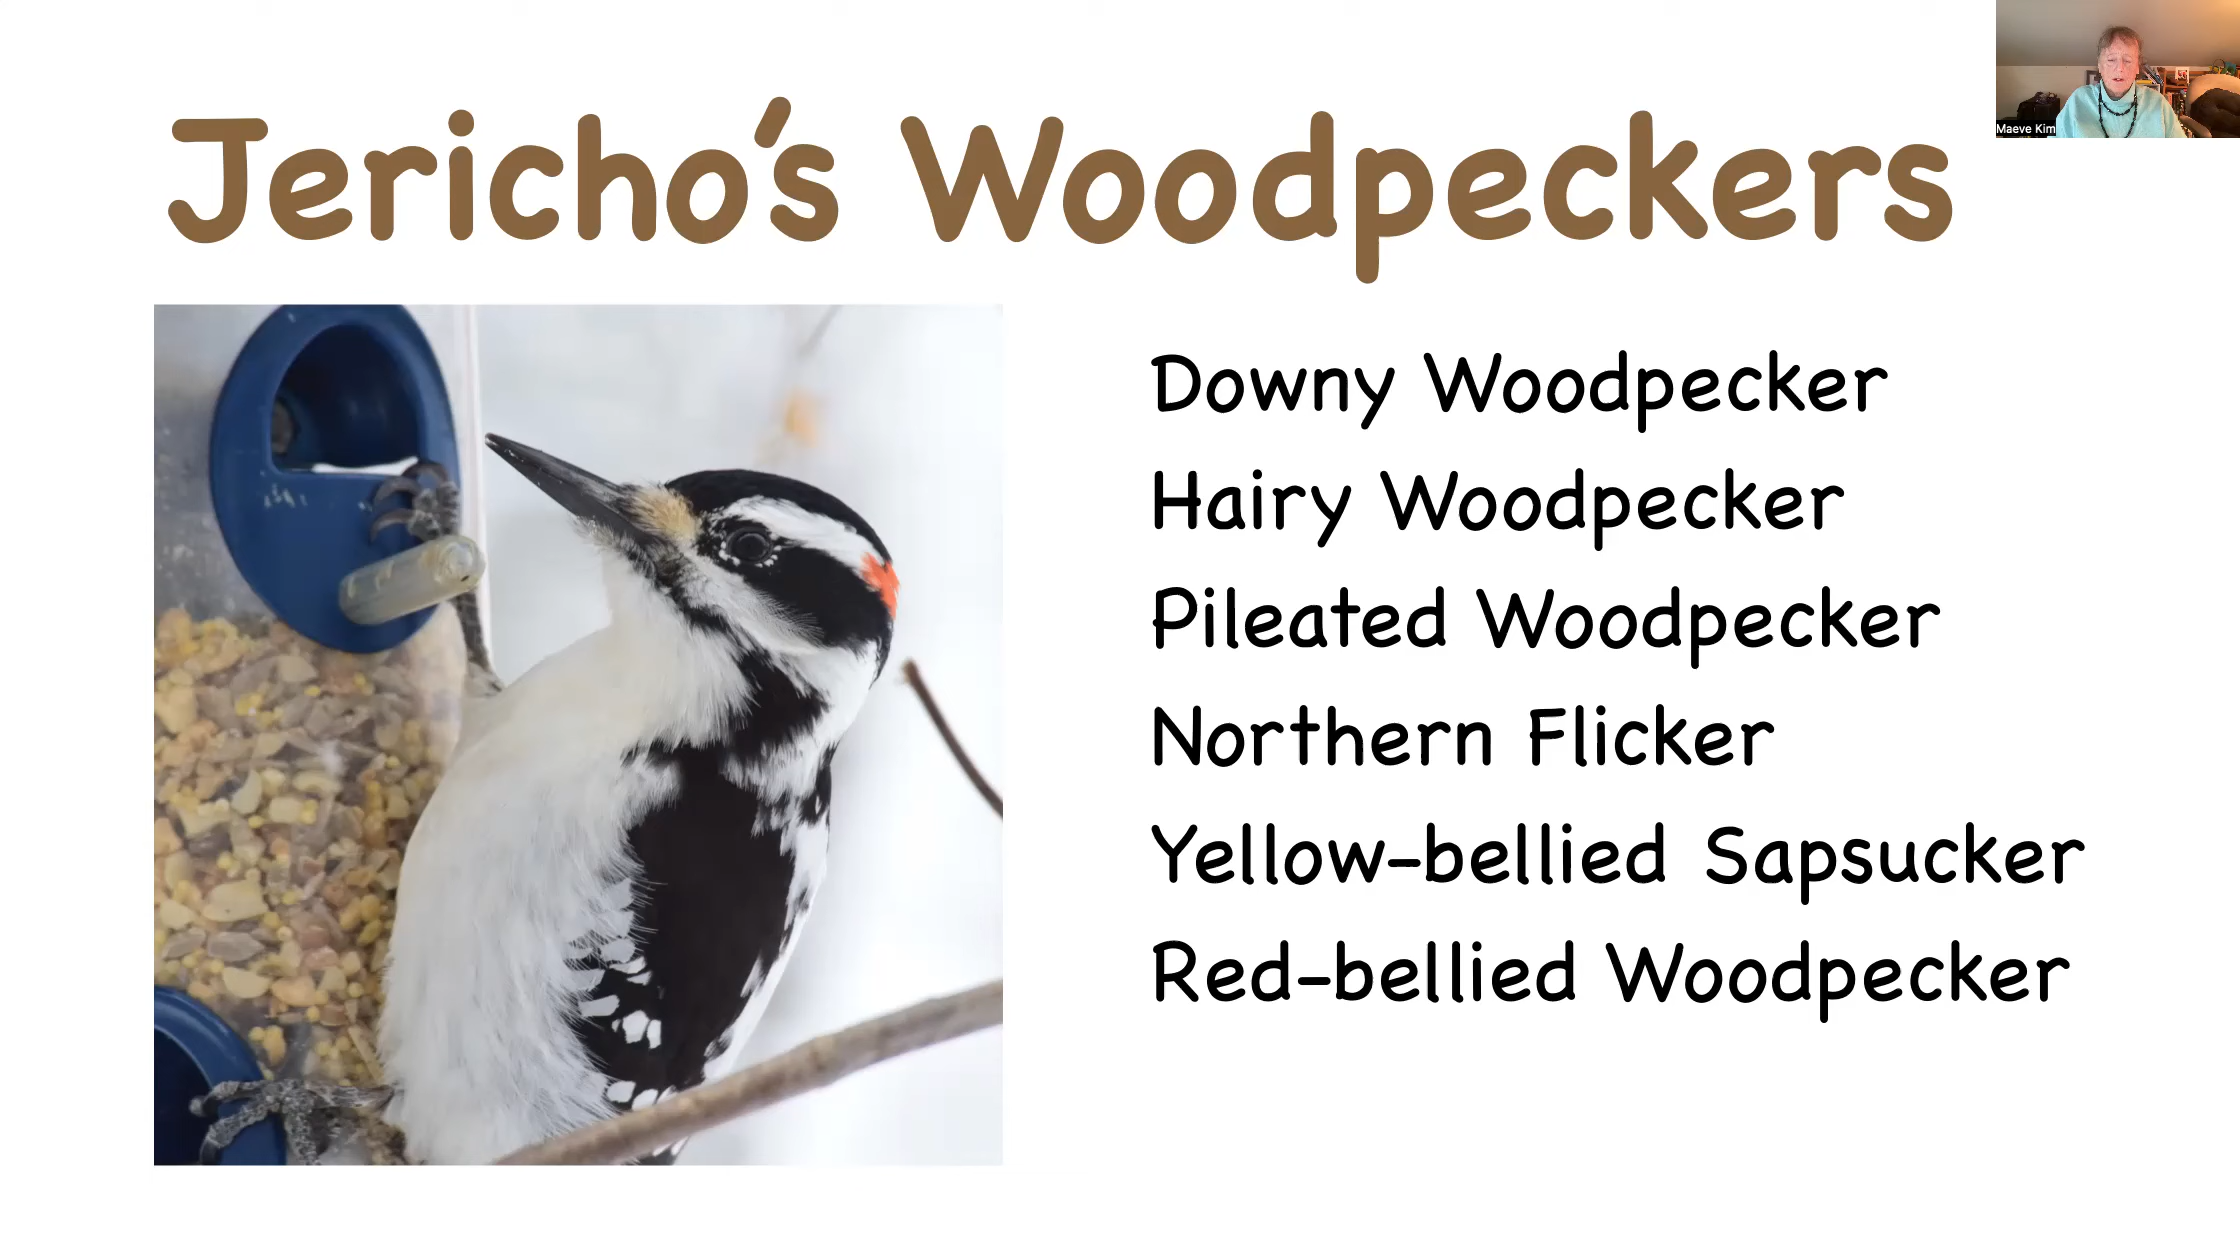 Jericho's Woodpeckers
Maeve Kim
Downy Woodpecker
Hairy Woodpecker
Pileated Woodpecker
Northern Flicker
Yellow-bellied Sapsucker
Red-bellied Woodpecker